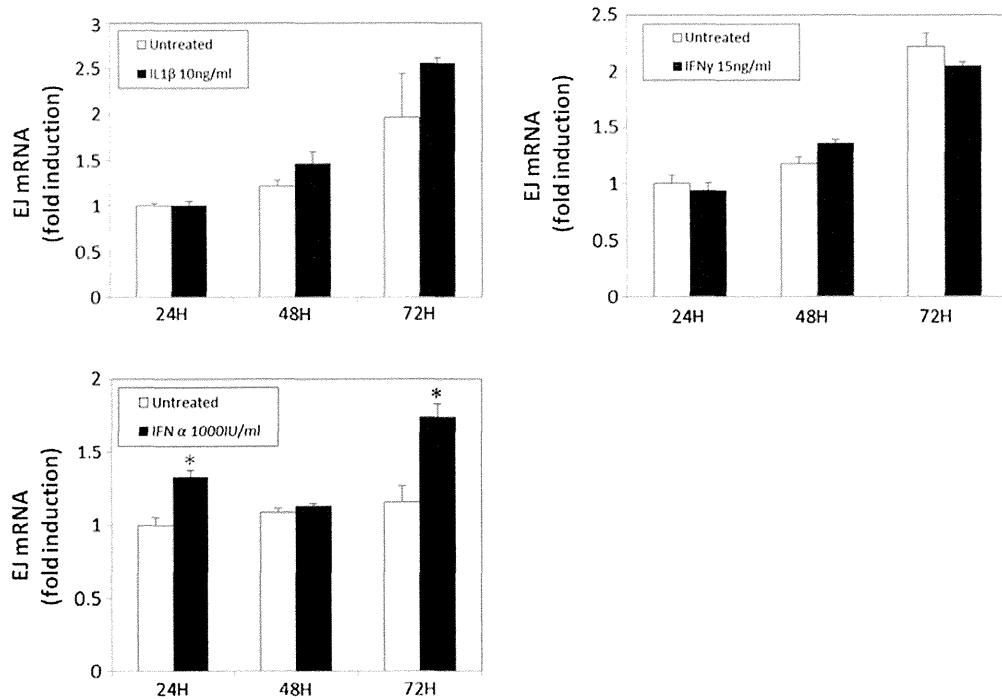 3
2.5
2
1.5
1
0.5
0
EJ mRNA
(fold induction)
Untreated
IL1β 10ng/ml
24H 48H 72H
2.5
2
1.5
1
0.5
0
EJ mRNA
(fold induction)
Untreated
IFNγ 15ng/ml
24H 48H 72H
2
1.5
1
0.5
0
EJ mRNA
(fold induction)
Untreated
IFN α 1000IU/ml
*
*
24H 48H 72H